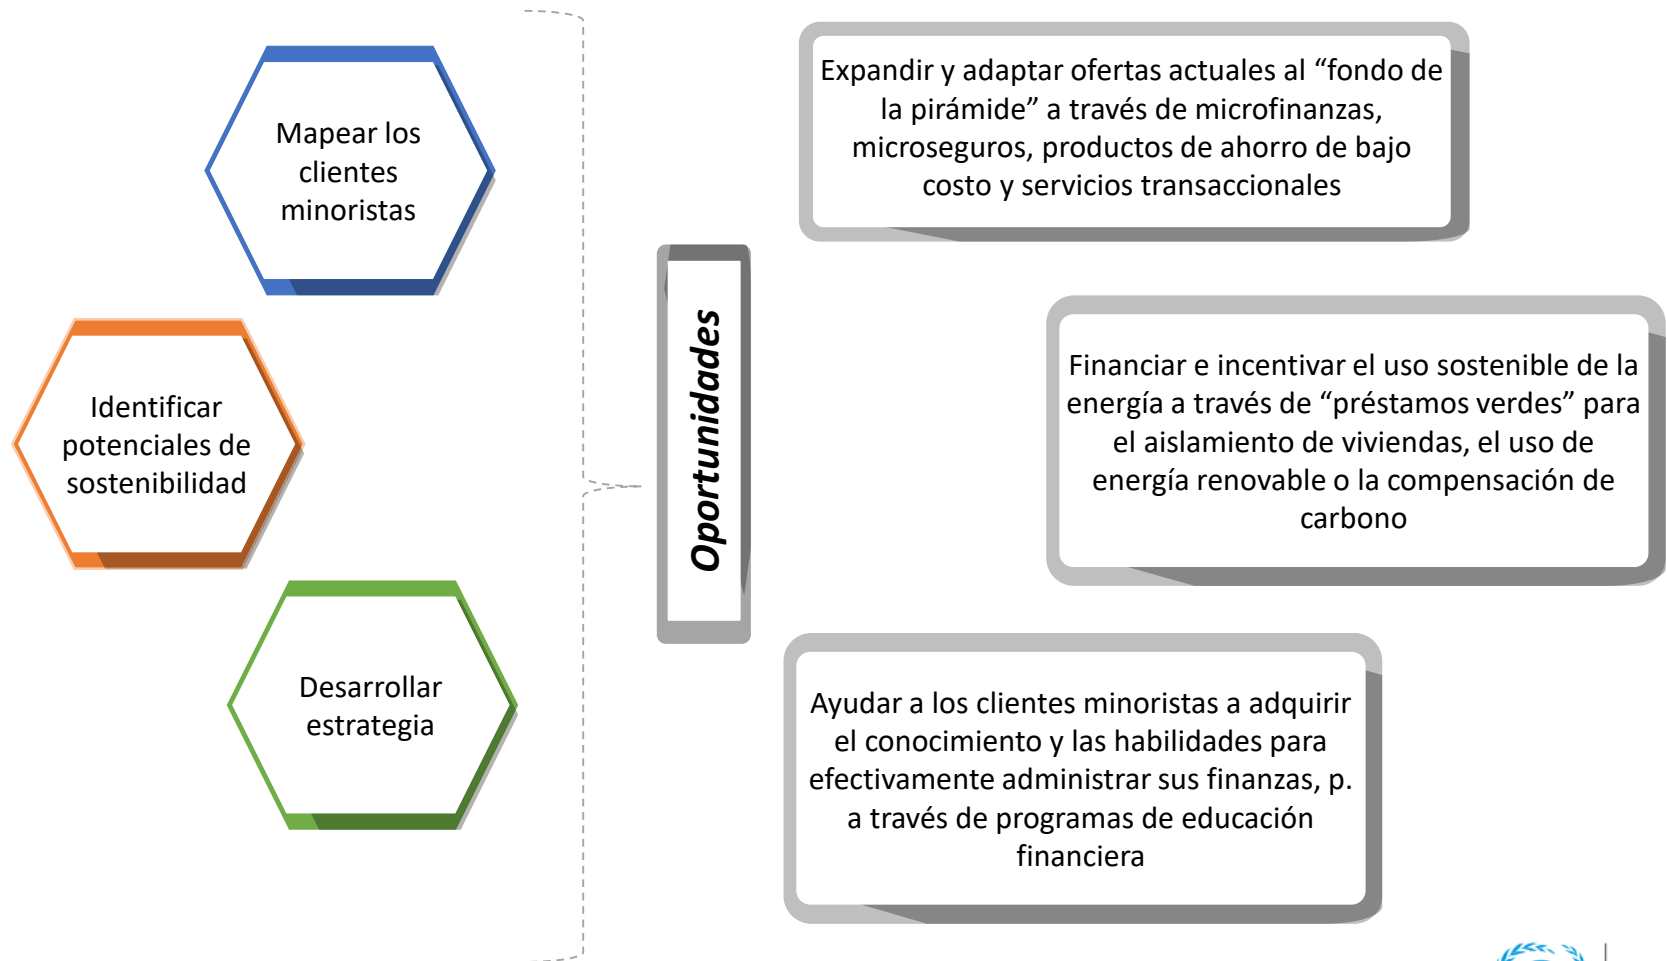 Mapear los
clientes
minoristas
Identificar
potenciales de
sostenibilidad
Desarrollar
estrategia
Oportunidades
Expandir y adaptar ofertas actuales al “fondo de
la pirámide” a través de microfinanzas,
microseguros, productos de ahorro de bajo
costo y servicios transaccionales
Financiar e incentivar el uso sostenible de la
energía a través de “préstamos verdes” para
el aislamiento de viviendas, el uso de
energía renovable o la compensación de
carbono
Ayudar a los clientes minoristas a adquirir
el conocimiento y las habilidades para
efectivamente administrar sus finanzas, p.
a través de programas de educación
financiera